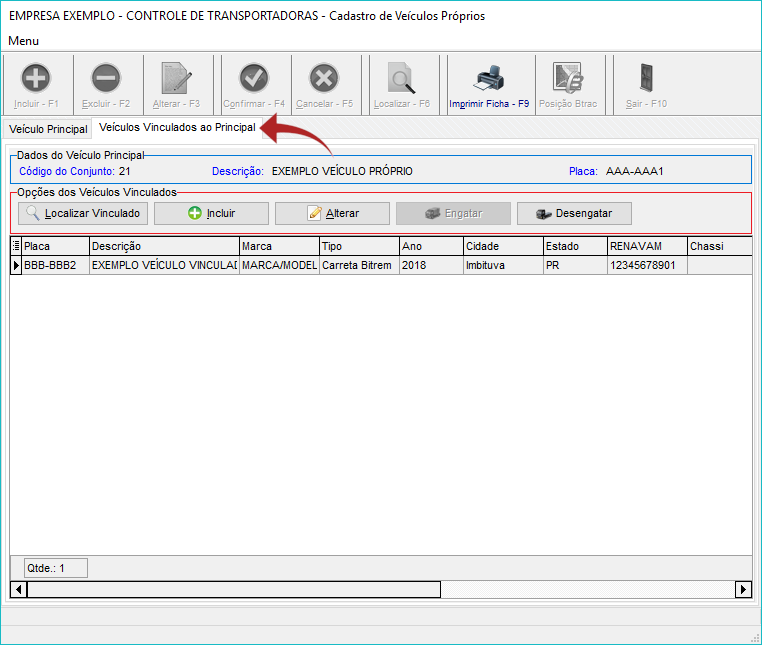 EMPRESA EXEMPLO - CONTROLE DE TRANSPORTADORAS - Cadastro de Veículos Próprios
Menu
Incluir - F1 Excluir - F2 Alterar - F3 Confirmar - F4 Cancelar - F5 Localizar - F6 Imprimir Ficha - F9 Posição Btrac Sair - F10
Veículo Principal Veículos Vinculados ao Principal
Dados do Veículo Principal
Código do Conjunto: 21 Descrição: EXEMPLO VEÍCULO PRÓPRIO Placa: AAA-AAA1
Opções dos Veículos Vinculados
Localizar Vinculado Incluir Alterar Engatar Desengatar
Placa Descrição Marca Tipo Ano Cidade Estado RENAVAM Chassi
BBB-BBB2 EXEMPLO VEÍCULO VINCULAD MARCA/MODEL Carreta Bitrem 2018 Imbituva PR 12345678901
Qtde.: 1